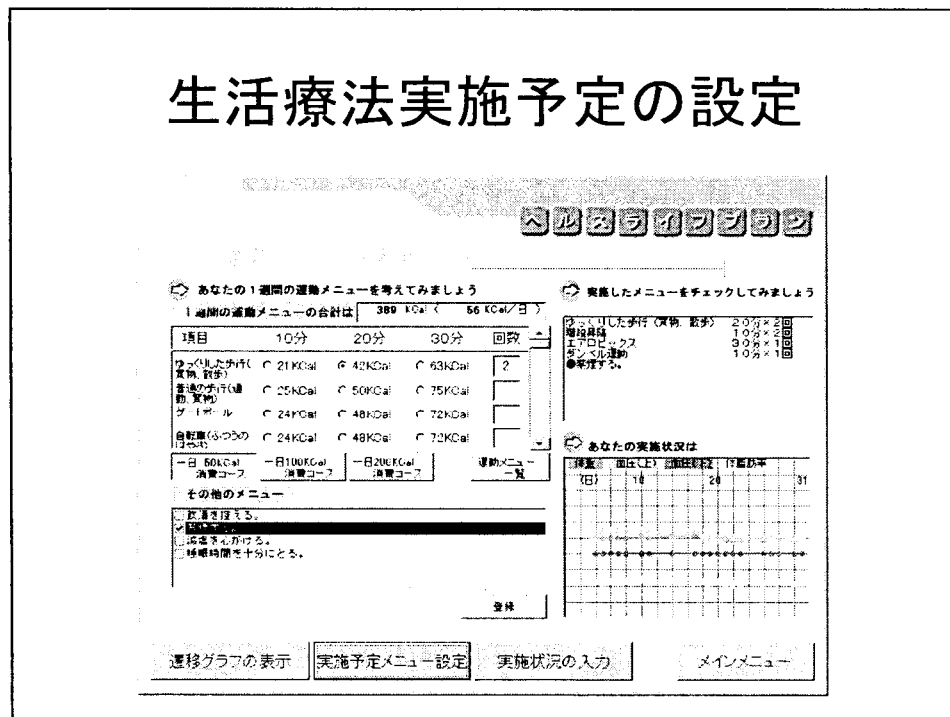 生活療法実施予定の設定
ヘルスライフプラン
あなたの1週間の運動メニューを考えてみましょう
1週間の運動メニューの合計は 389 KCal ( 56 KCal/日 )
項目 10分 20分 30分 回数
ゆっくりした歩行(
買物、散歩) 21KCal 42KCal 63KCal 2
普通の歩行(通
勤、買物) 25KCal 50KCal 75KCal
ゲートボール 24KCal 48KCal 72KCal
自転車(ふつうの
はやさ) 24KCal 48KCal 72KCal
一日 50KCal
消費コース
一日100KCal
消費コース
一日200KCal
消費コース
運動メニュー
一覧
その他のメニュー
飲酒を控える。
減塩を心がける。
睡眠時間を十分にとる。
登録
実施したメニューをチェックしてみましょう
ゆっくりした歩行(買物、散歩) 20分×2回
階段昇降 10分×2回
エアロビックス 30分×1回
ダンベル運動 10分×1回
●禁煙する。
あなたの実施状況は
体重 血圧(上) 体脂肪率
(日) 10 20 31
遷移グラフの表示
実施予定メニュー設定
実施状況の入力
メインメニュー